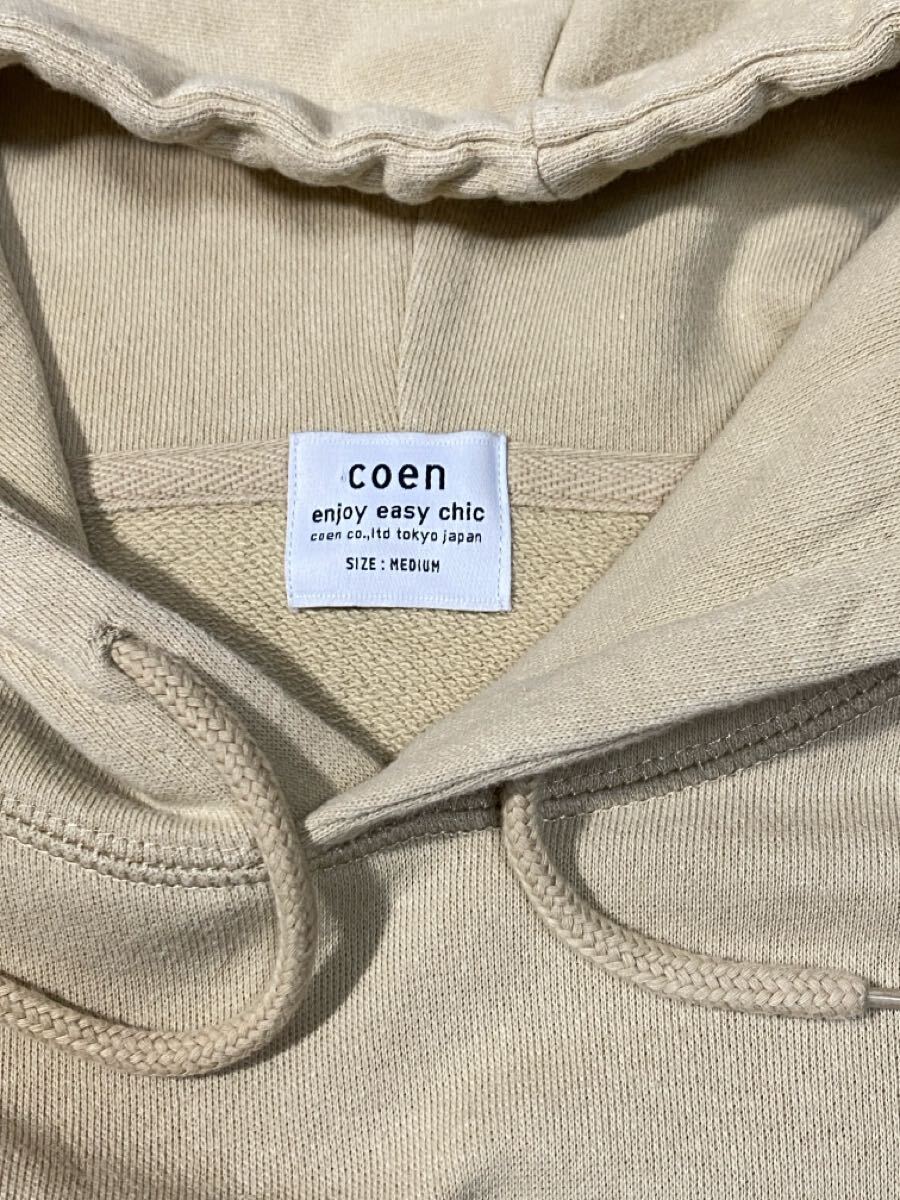 coen
enjoy easy chic
coen co.,ltd tokyo japan
SIZE : MEDIUM